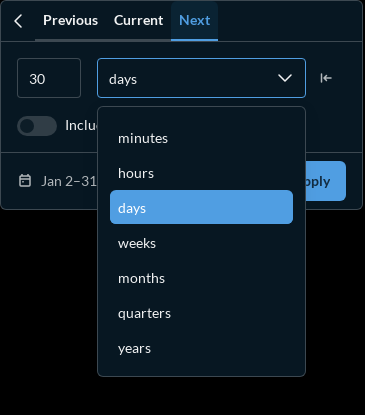 Previous Current Next
30 days
Inclu
minutes
hours
days
weeks
months
quarters
years
Jan 2–31
pply